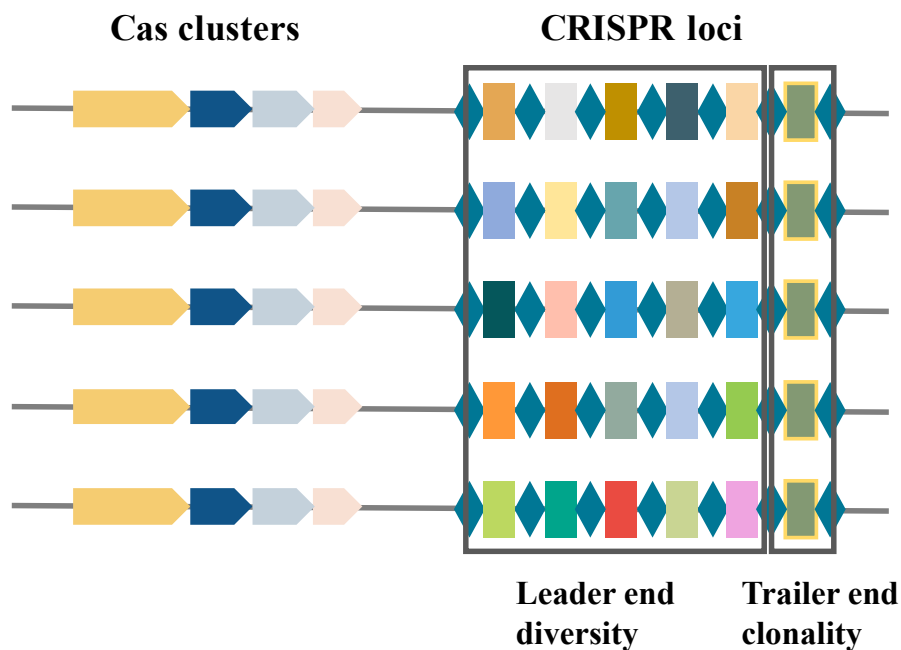 Cas clusters
CRISPR loci
Leader end
diversity
Trailer end
clonality